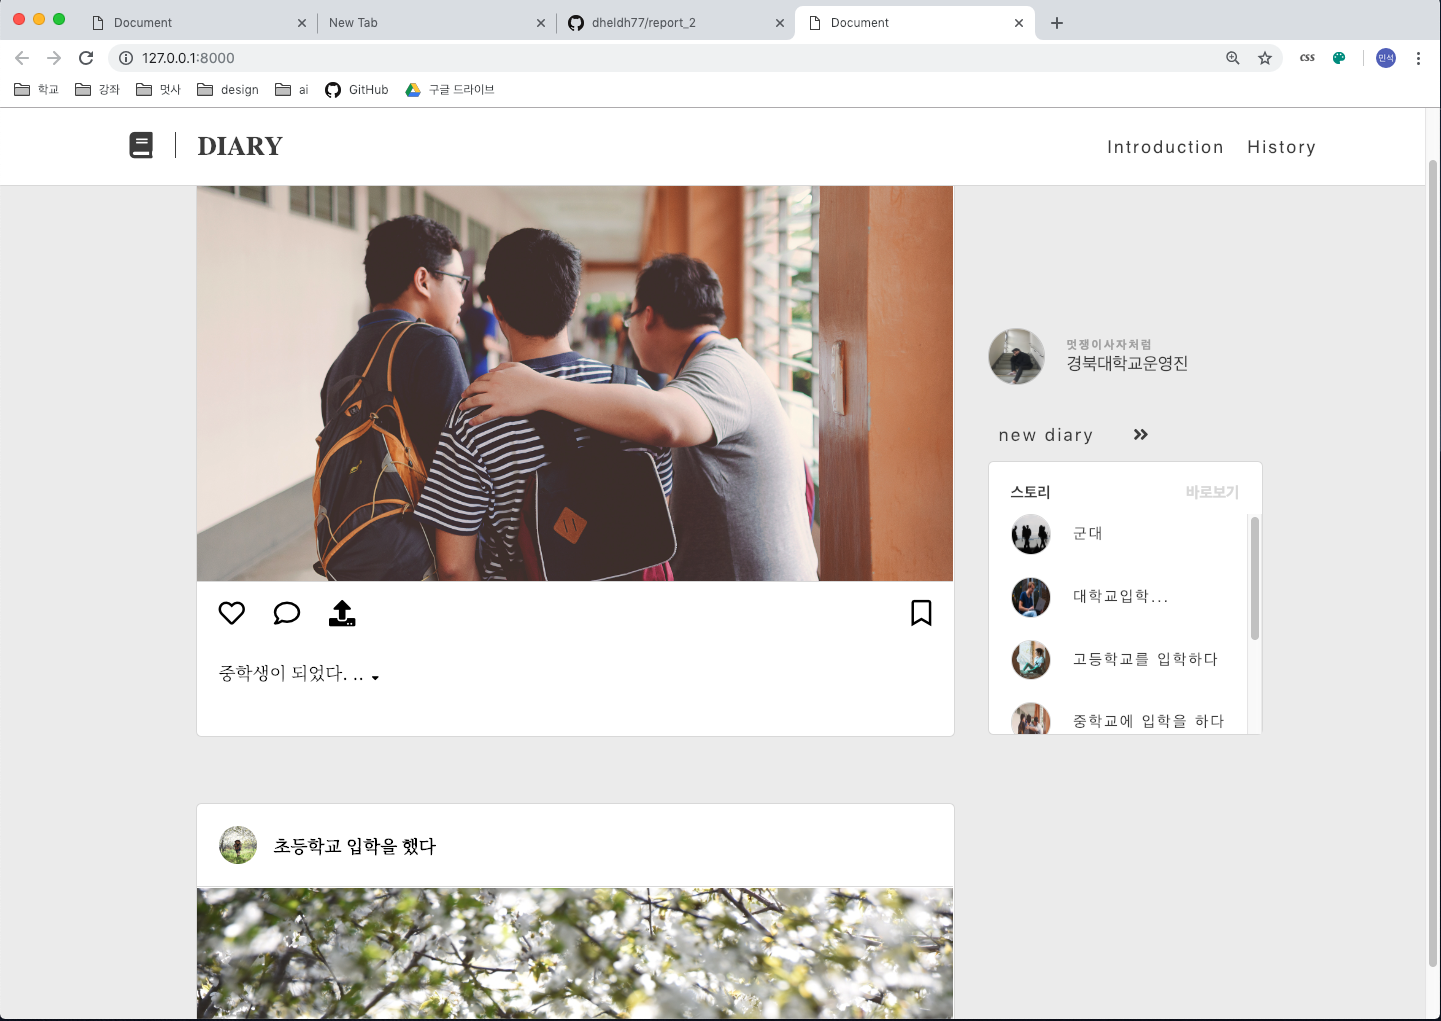 Document
New Tab
dheldh77/report_2
Document
127.0.0.1:8000
css
민석
학교
강좌
멋사
design
ai
GitHub
구글 드라이브
DIARY
Introduction
History
멋쟁이사자처럼
경북대학교운영진
new diary
스토리
바로보기
군대
대학교입학...
고등학교를 입학하다
중학교에 입학을 하다
중학생이 되었다. ..
초등학교 입학을 했다